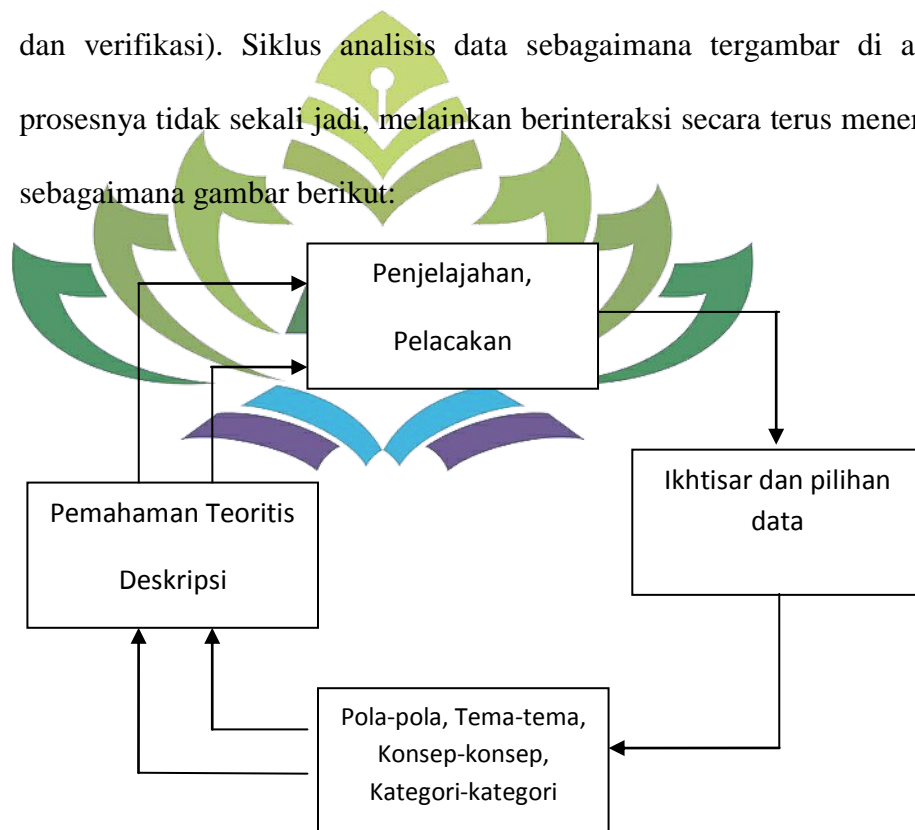 dan verifikasi). Siklus analisis data sebagaimana tergambar di a
prosesnya tidak sekali jadi, melainkan berinteraksi secara terus mener
sebagaimana gambar berikut:
Penjelajahan,
Pelacakan
Ikhtisar dan pilihan
data
Pemahaman Teoritis
Deskripsi
Pola-pola, Tema-tema,
Konsep-konsep,
Kategori-kategori